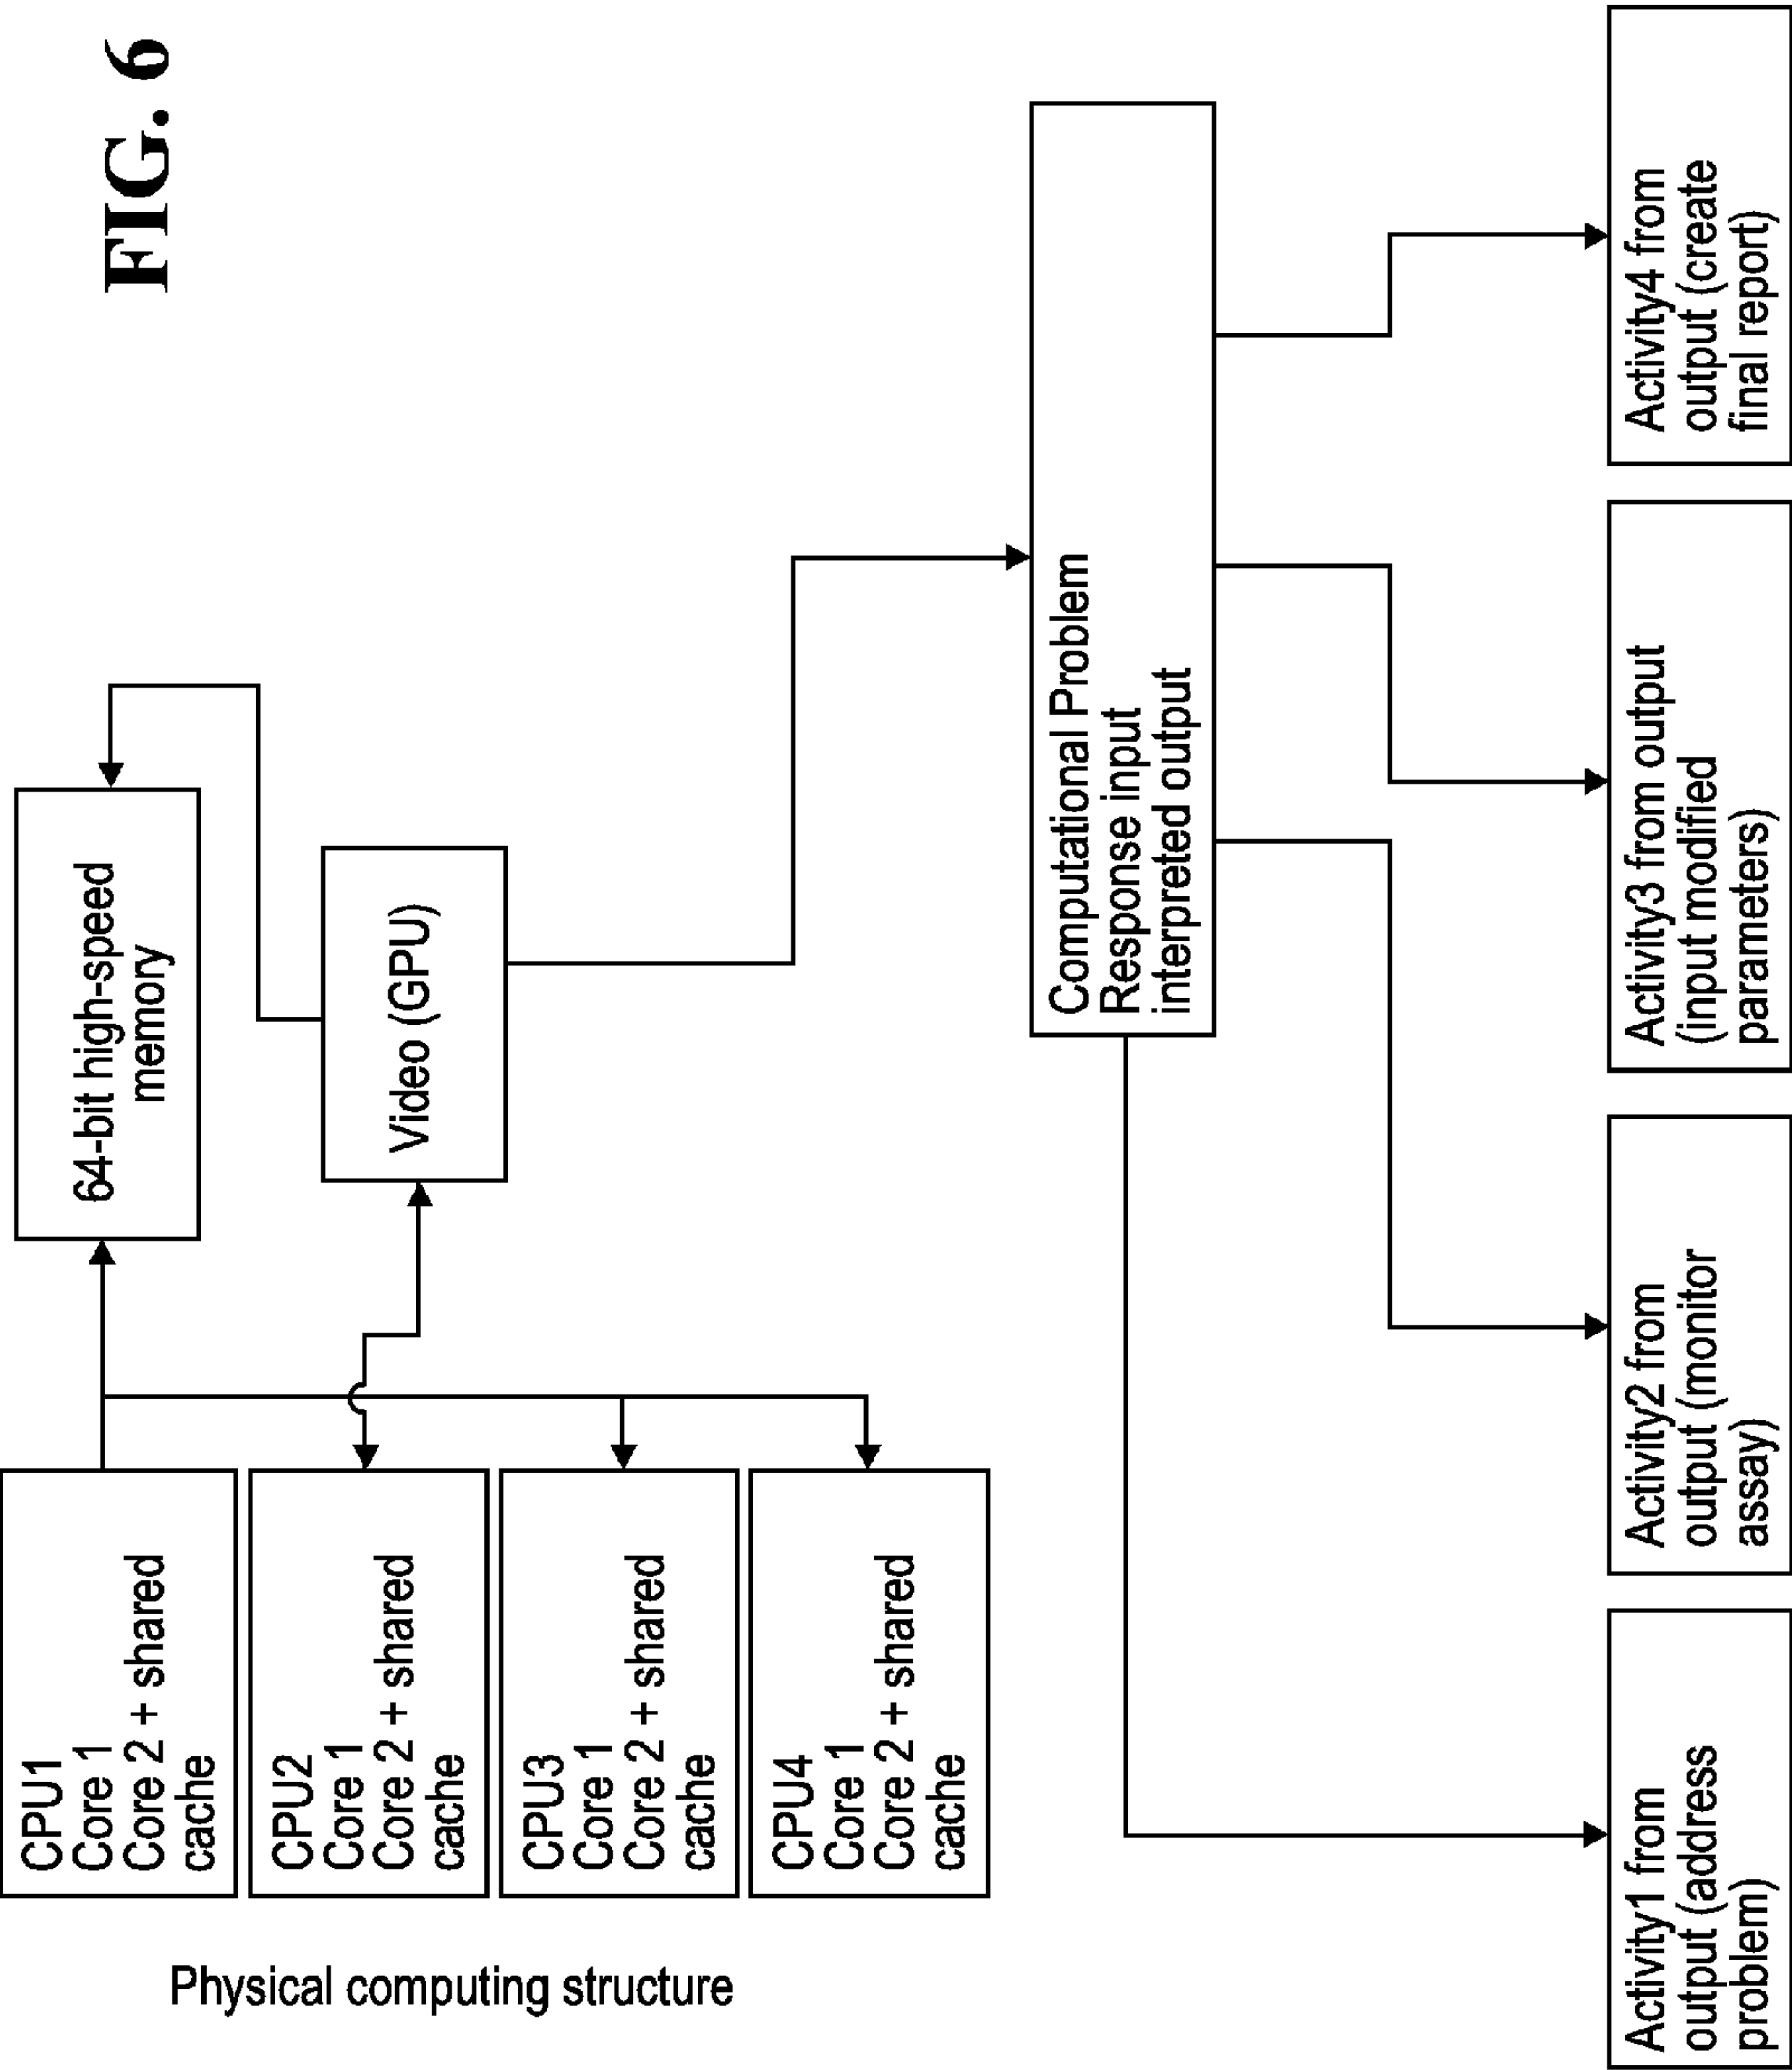 FIG. 6
Physical computing structure
CPU1
Core 1
Core 2 + shared
cache
CPU2
Core 1
Core 2 + shared
cache
CPU3
Core 1
Core 2 + shared
cache
CPU4
Core 1
Core 2 + shared
cache
64-bit high-speed
memory
Video (GPU)
Computational Problem
Response input
interpreted output
Activity1 from
output (address
problem)
Activity2 from
output (monitor
assay)
Activity3 from output
(input modified
parameters)
Activity4 from
output (create
final report)